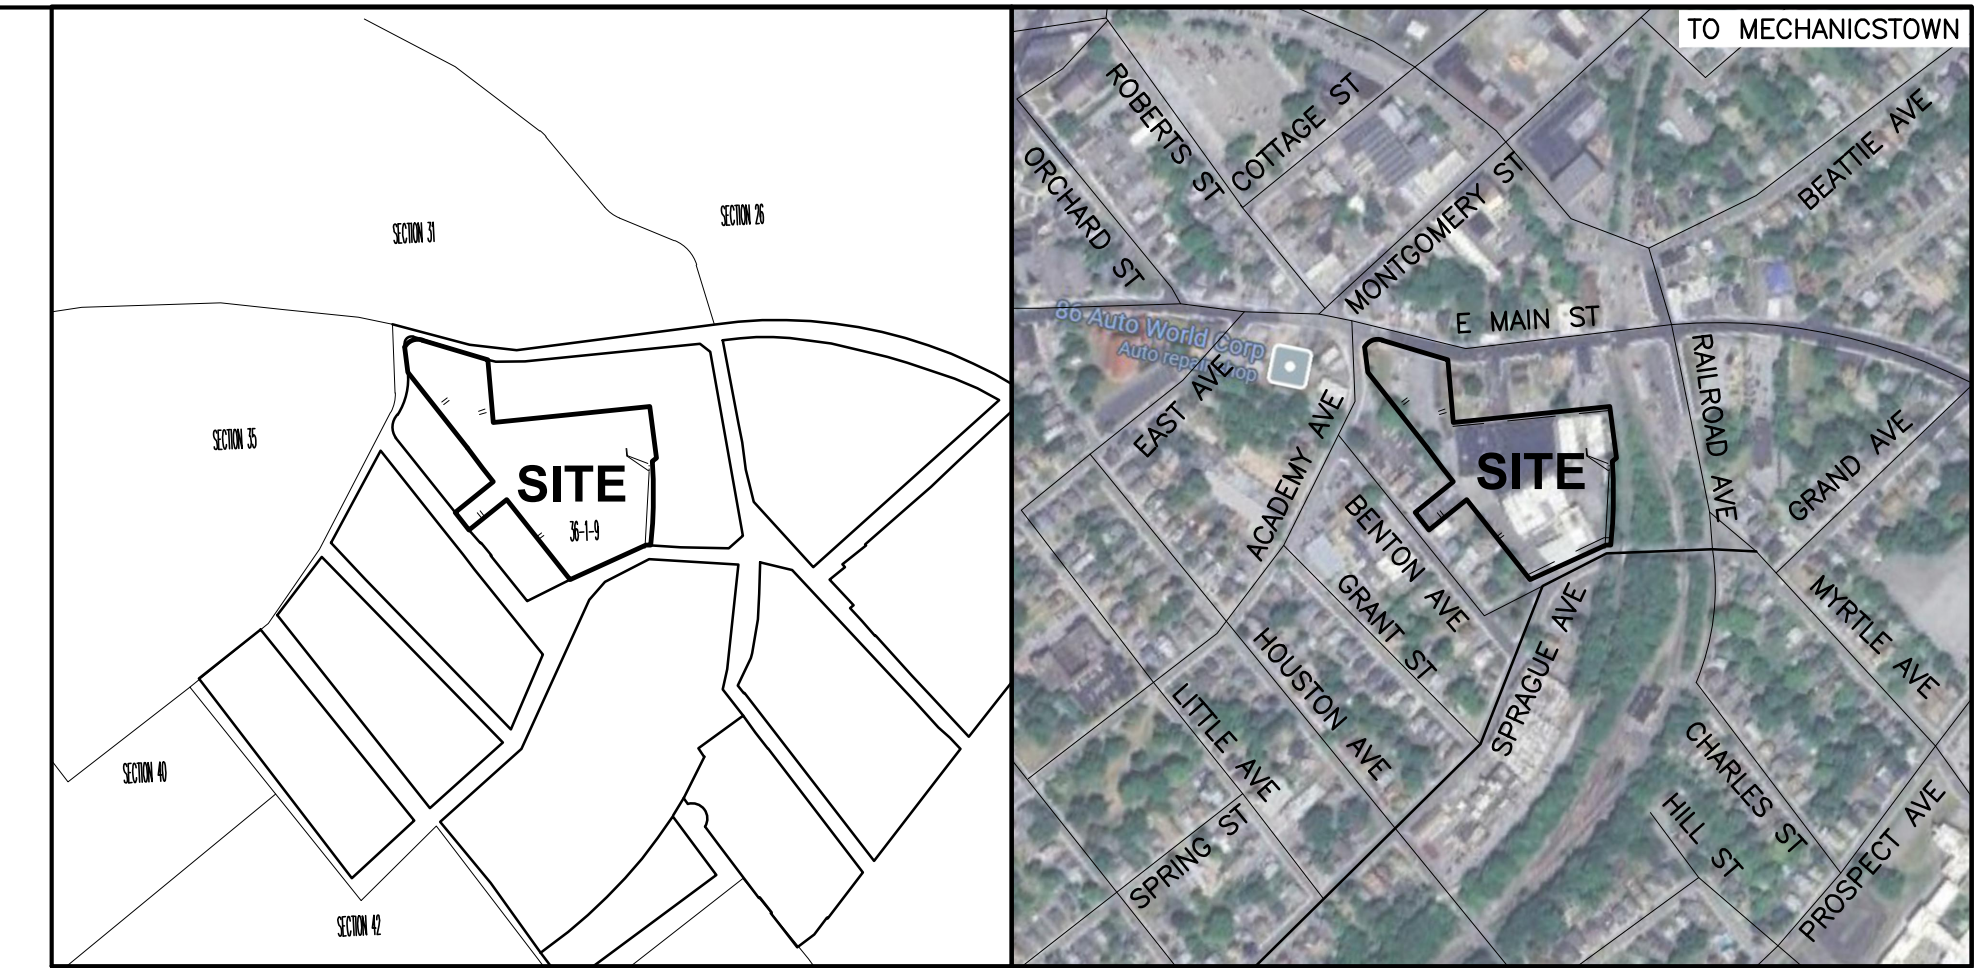 SECTION 31
SECTION 26
SECTION 35
SITE
36-1-9
SECTION 40
SECTION 42
TO MECHANICSTOWN
ROBERTS ST
COTTAGE ST
ORCHARD ST
MONTGOMERY ST
BEATTIE AVE
E MAIN ST
86 Auto World Corp
Auto repair shop
EAST AVE
ACADEMY AVE
RAILROAD AVE
GRAND AVE
SITE
BENTON AVE
GRANT ST
SPRAGUE AVE
MYRTLE AVE
HOUSTON AVE
LITTLE AVE
SPRING ST
CHARLES ST
HILL ST
PROSPECT AVE